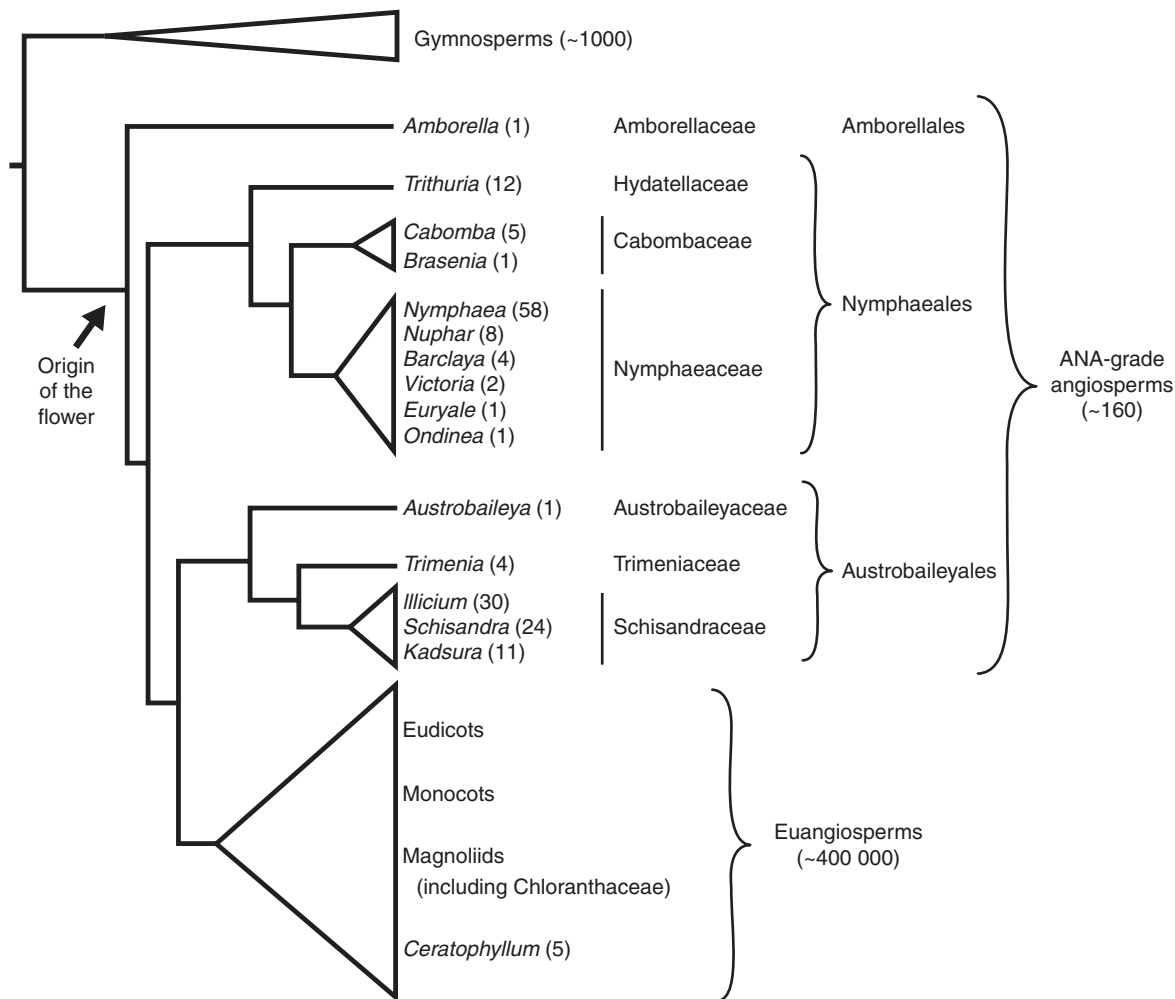 Gymnosperms (~1000)
Amborella (1) Amborellaceae Amborellales
Trithuria (12) Hydatellaceae
Cabomba (5)
Brasenia (1)
Cabombaceae
Nymphaea (58)
Nuphar (8)
Barclaya (4)
Victoria (2)
Euryale (1)
Ondinea (1)
Nymphaeaceae
Nymphaeales
Origin
of the
flower
ANA-grade
angiosperms
(~160)
Austrobaileya (1) Austrobaileyaceae
Trimenia (4) Trimeniaceae
Austrobaileyales
Illicium (30)
Schisandra (24)
Kadsura (11)
Schisandraceae
Eudicots
Monocots
Magnoliids
(including Chloranthaceae)
Ceratophyllum (5)
Euangiosperms
(~400 000)